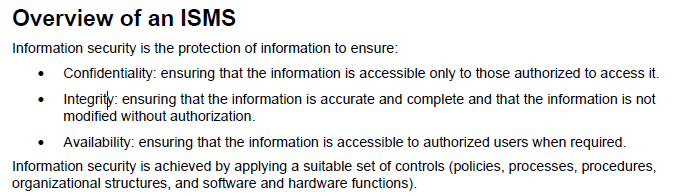 Overview of an ISMS
Information security is the protection of information to ensure:
• Confidentiality: ensuring that the information is accessible only to those authorized to access it.
• Integrity: ensuring that the information is accurate and complete and that the information is not
modified without authorization.
• Availability: ensuring that the information is accessible to authorized users when required.
Information security is achieved by applying a suitable set of controls (policies, processes, procedures,
organizational structures, and software and hardware functions).